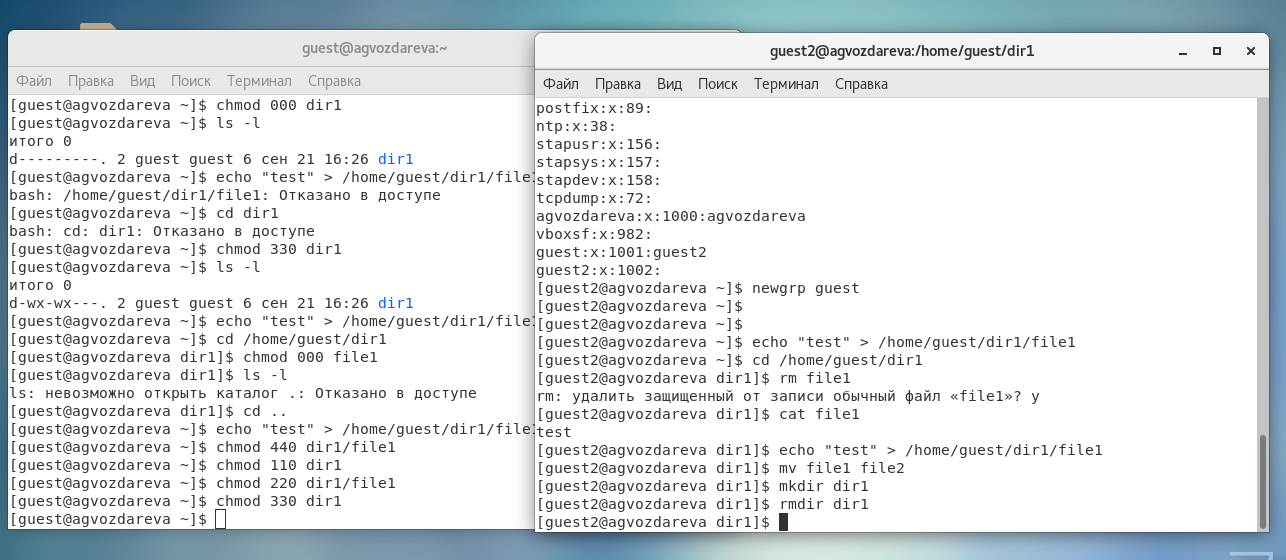 guest@agvozdareva:~
Файл Правка Вид Поиск Терминал Справка
[guest@agvozdareva ~]$ chmod 000 dir1
[guest@agvozdareva ~]$ ls -l
итого 0
d---------. 2 guest guest 6 сен 21 16:26 dir1
[guest@agvozdareva ~]$ echo "test" > /home/guest/dir1/file1
bash: /home/guest/dir1/file1: Отказано в доступе
[guest@agvozdareva ~]$ cd dir1
bash: cd: dir1: Отказано в доступе
[guest@agvozdareva ~]$ chmod 330 dir1
[guest@agvozdareva ~]$ ls -l
итого 0
d-wx-wx---. 2 guest guest 6 сен 21 16:26 dir1
[guest@agvozdareva ~]$ echo "test" > /home/guest/dir1/file1
[guest@agvozdareva ~]$ cd /home/guest/dir1
[guest@agvozdareva dir1]$ chmod 000 file1
[guest@agvozdareva dir1]$ ls -l
ls: невозможно открыть каталог .: Отказано в доступе
[guest@agvozdareva dir1]$ cd ..
[guest@agvozdareva ~]$ echo "test" > /home/guest/dir1/file1
[guest@agvozdareva ~]$ chmod 440 dir1/file1
[guest@agvozdareva ~]$ chmod 110 dir1
[guest@agvozdareva ~]$ chmod 220 dir1/file1
[guest@agvozdareva ~]$ chmod 330 dir1
[guest@agvozdareva ~]$
guest2@agvozdareva:/home/guest/dir1
Файл Правка Вид Поиск Терминал Справка
postfix:x:89:
ntp:x:38:
stapusr:x:156:
stapsys:x:157:
stapdev:x:158:
tcpdump:x:72:
agvozdareva:x:1000:agvozdareva
vboxsf:x:982:
guest:x:1001:guest2
guest2:x:1002:
[guest2@agvozdareva ~]$ newgrp guest
[guest2@agvozdareva ~]$
[guest2@agvozdareva ~]$
[guest2@agvozdareva ~]$ echo "test" > /home/guest/dir1/file1
[guest2@agvozdareva ~]$ cd /home/guest/dir1
[guest2@agvozdareva dir1]$ rm file1
rm: удалить защищенный от записи обычный файл «file1»? y
[guest2@agvozdareva dir1]$ cat file1
test
[guest2@agvozdareva dir1]$ echo "test" > /home/guest/dir1/file1
[guest2@agvozdareva dir1]$ mv file1 file2
[guest2@agvozdareva dir1]$ mkdir dir1
[guest2@agvozdareva dir1]$ rmdir dir1
[guest2@agvozdareva dir1]$